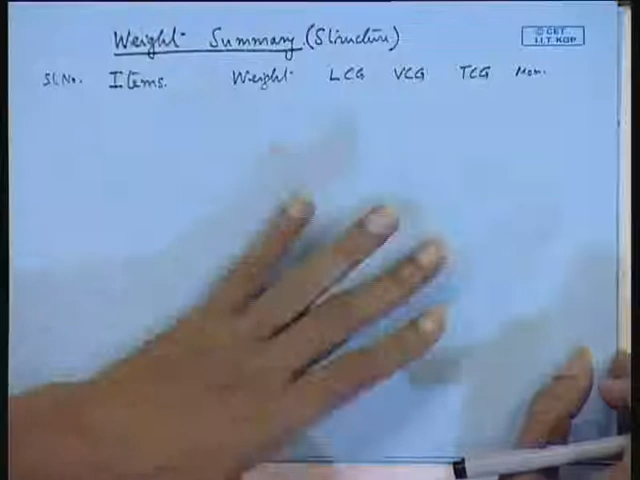 Weight Summary (Structure)
© CET
I.I.T KGP
Sl No. Items. Weight LCG VCG TCG Mom.